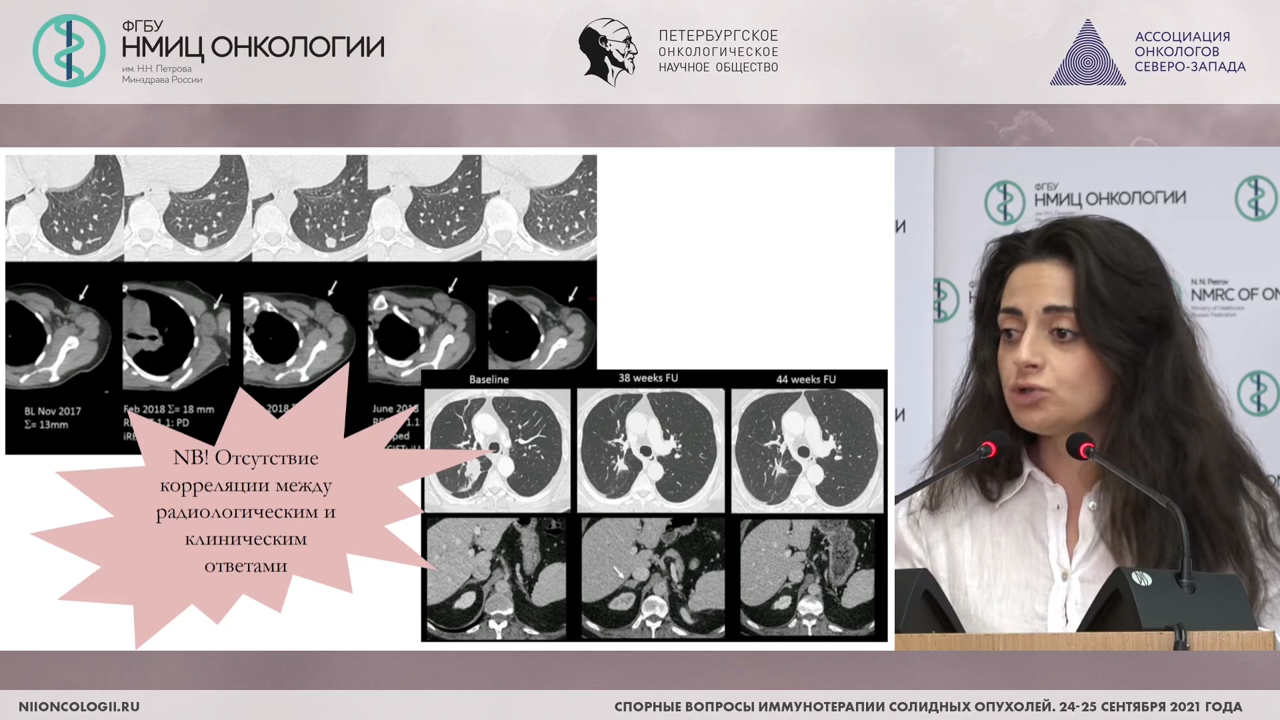 ФГБУ
НМИЦ ОНКОЛОГИИ
им. Н.Н. Петрова
Минздрава России
ПЕТЕРБУРГСКОЕ
ОНКОЛОГИЧЕСКОЕ
НАУЧНОЕ ОБЩЕСТВО
АССОЦИАЦИЯ
ОНКОЛОГОВ
СЕВЕРО-ЗАПАДА
BL Nov 2017
Σ= 13mm
Feb 2018 Σ= 18 mm
1.1: PD
June 2018
1.1
Baseline
38 weeks FU
44 weeks FU
NB! Отсутствие
корреляции между
радиологическим и
клиническим
ответами
ФГБУ
НМИЦ ОНКОЛОГИИ
N.N. Petrov
NMRC OF ON
NIIONCOLOGII.RU
СПОРНЫЕ ВОПРОСЫ ИММУНОТЕРАПИИ СОЛИДНЫХ ОПУХОЛЕЙ. 24-25 СЕНТЯБРЯ 2021 ГОДА